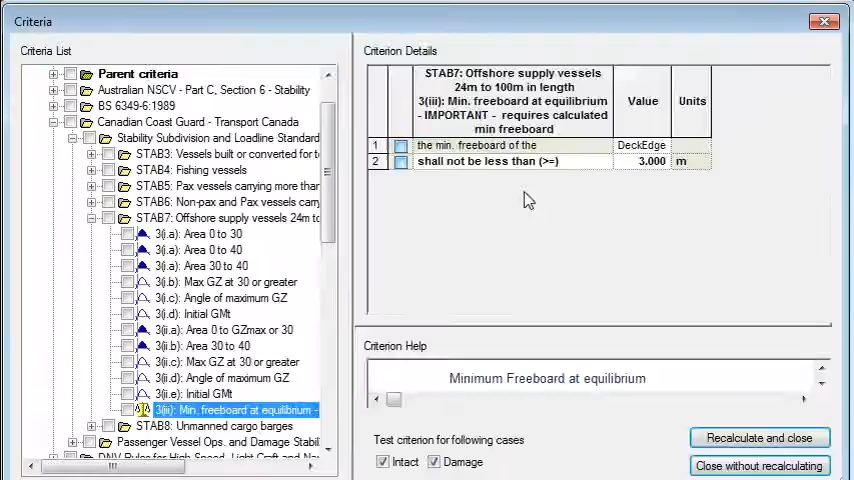 Criteria
Criteria List
Parent criteria
Australian NSCV - Part C, Section 6 - Stability
BS 6349-6:1989
Canadian Coast Guard - Transport Canada
Stability Subdivision and Loadline Standard
STAB3: Vessels built or converted for t
STAB4: Fishing vessels
STAB5: Pax vessels carrying more than
STAB6: Non-pax and Pax vessels carry
STAB7: Offshore supply vessels 24m to
3(i.a): Area 0 to 30
3(i.a): Area 0 to 40
3(i.a): Area 30 to 40
3(i.b): Max GZ at 30 or greater
3(i.c): Angle of maximum GZ
3(i.d): Initial GMt
3(ii.a): Area 0 to GZmax or 30
3(ii.b): Area 30 to 40
3(ii.c): Max GZ at 30 or greater
3(ii.d): Angle of maximum GZ
3(ii.e): Initial GMt
3(iii): Min. freeboard at equilibrium -
STAB8: Unmanned cargo barges
Passenger Vessel Ops. and Damage Stabil
DNV Rules for High Speed, Light Craft and Nav
Criterion Details
STAB7: Offshore supply vessels
24m to 100m in length
3(iii): Min. freeboard at equilibrium
- IMPORTANT - requires calculated
min freeboard
Value
Units
1 the min. freeboard of the DeckEdge
2 shall not be less than (>=) 3.000 m
Criterion Help
Minimum Freeboard at equilibrium
Test criterion for following cases
Intact
Damage
Recalculate and close
Close without recalculating